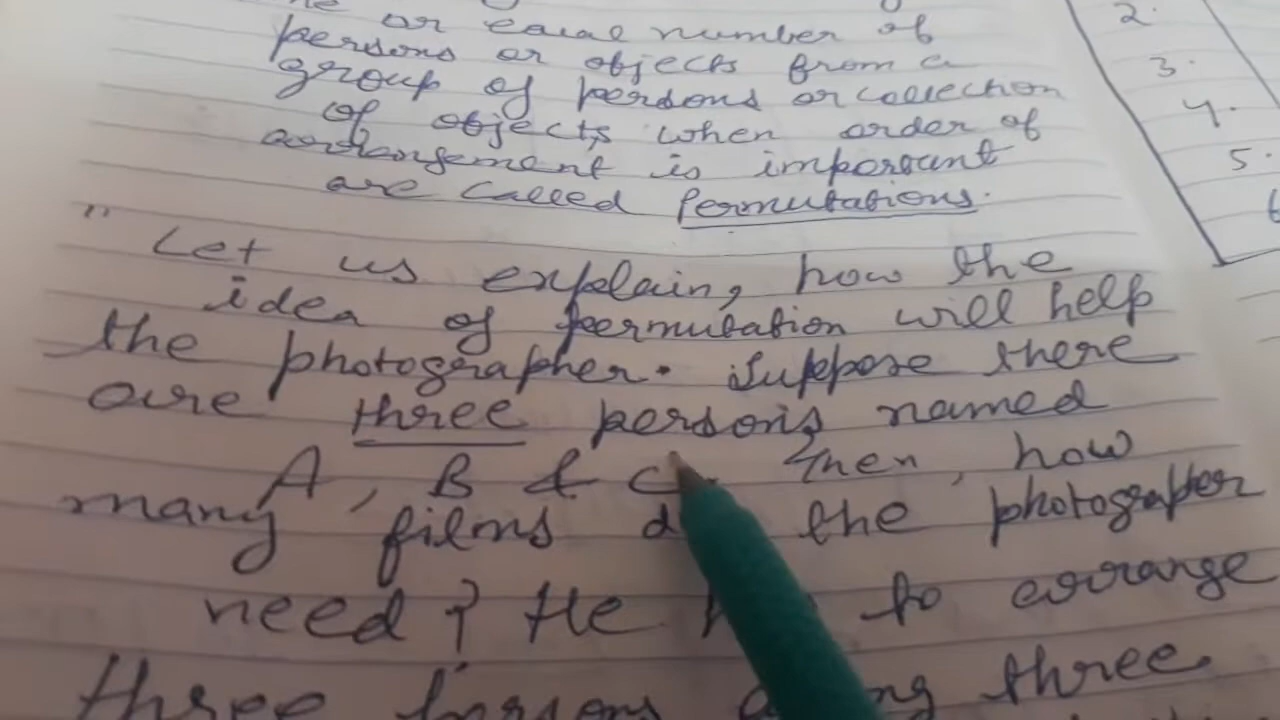 or equal number of
persons or objects from a
group of persons or collection
of objects when order of
arrangement is important
are called Permutations.
" Let us explain, how the
idea of permutation will help
the photographer. Suppose there
are three persons named
A, B & C. Then, how
many films the photographer
need? He to arrange
three persons three
2.
3.
4.
5.